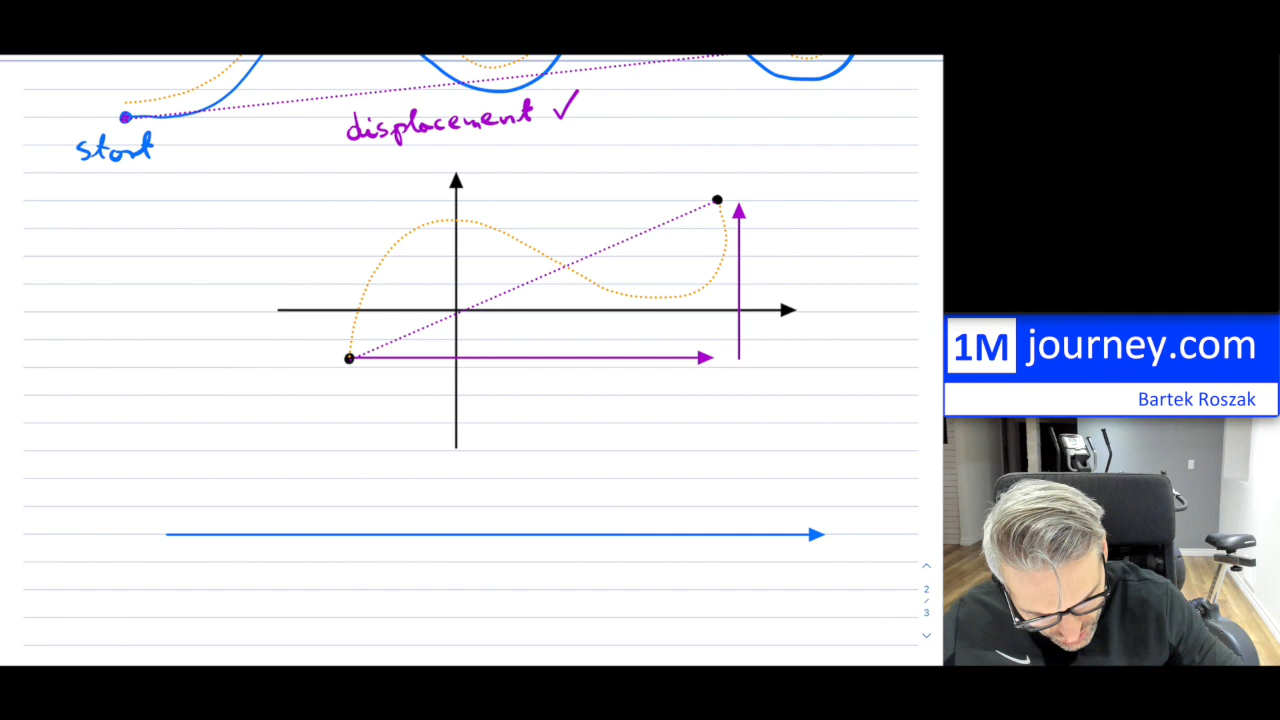 displacement ✓
start
1M journey.com
Bartek Roszak
2
/
3